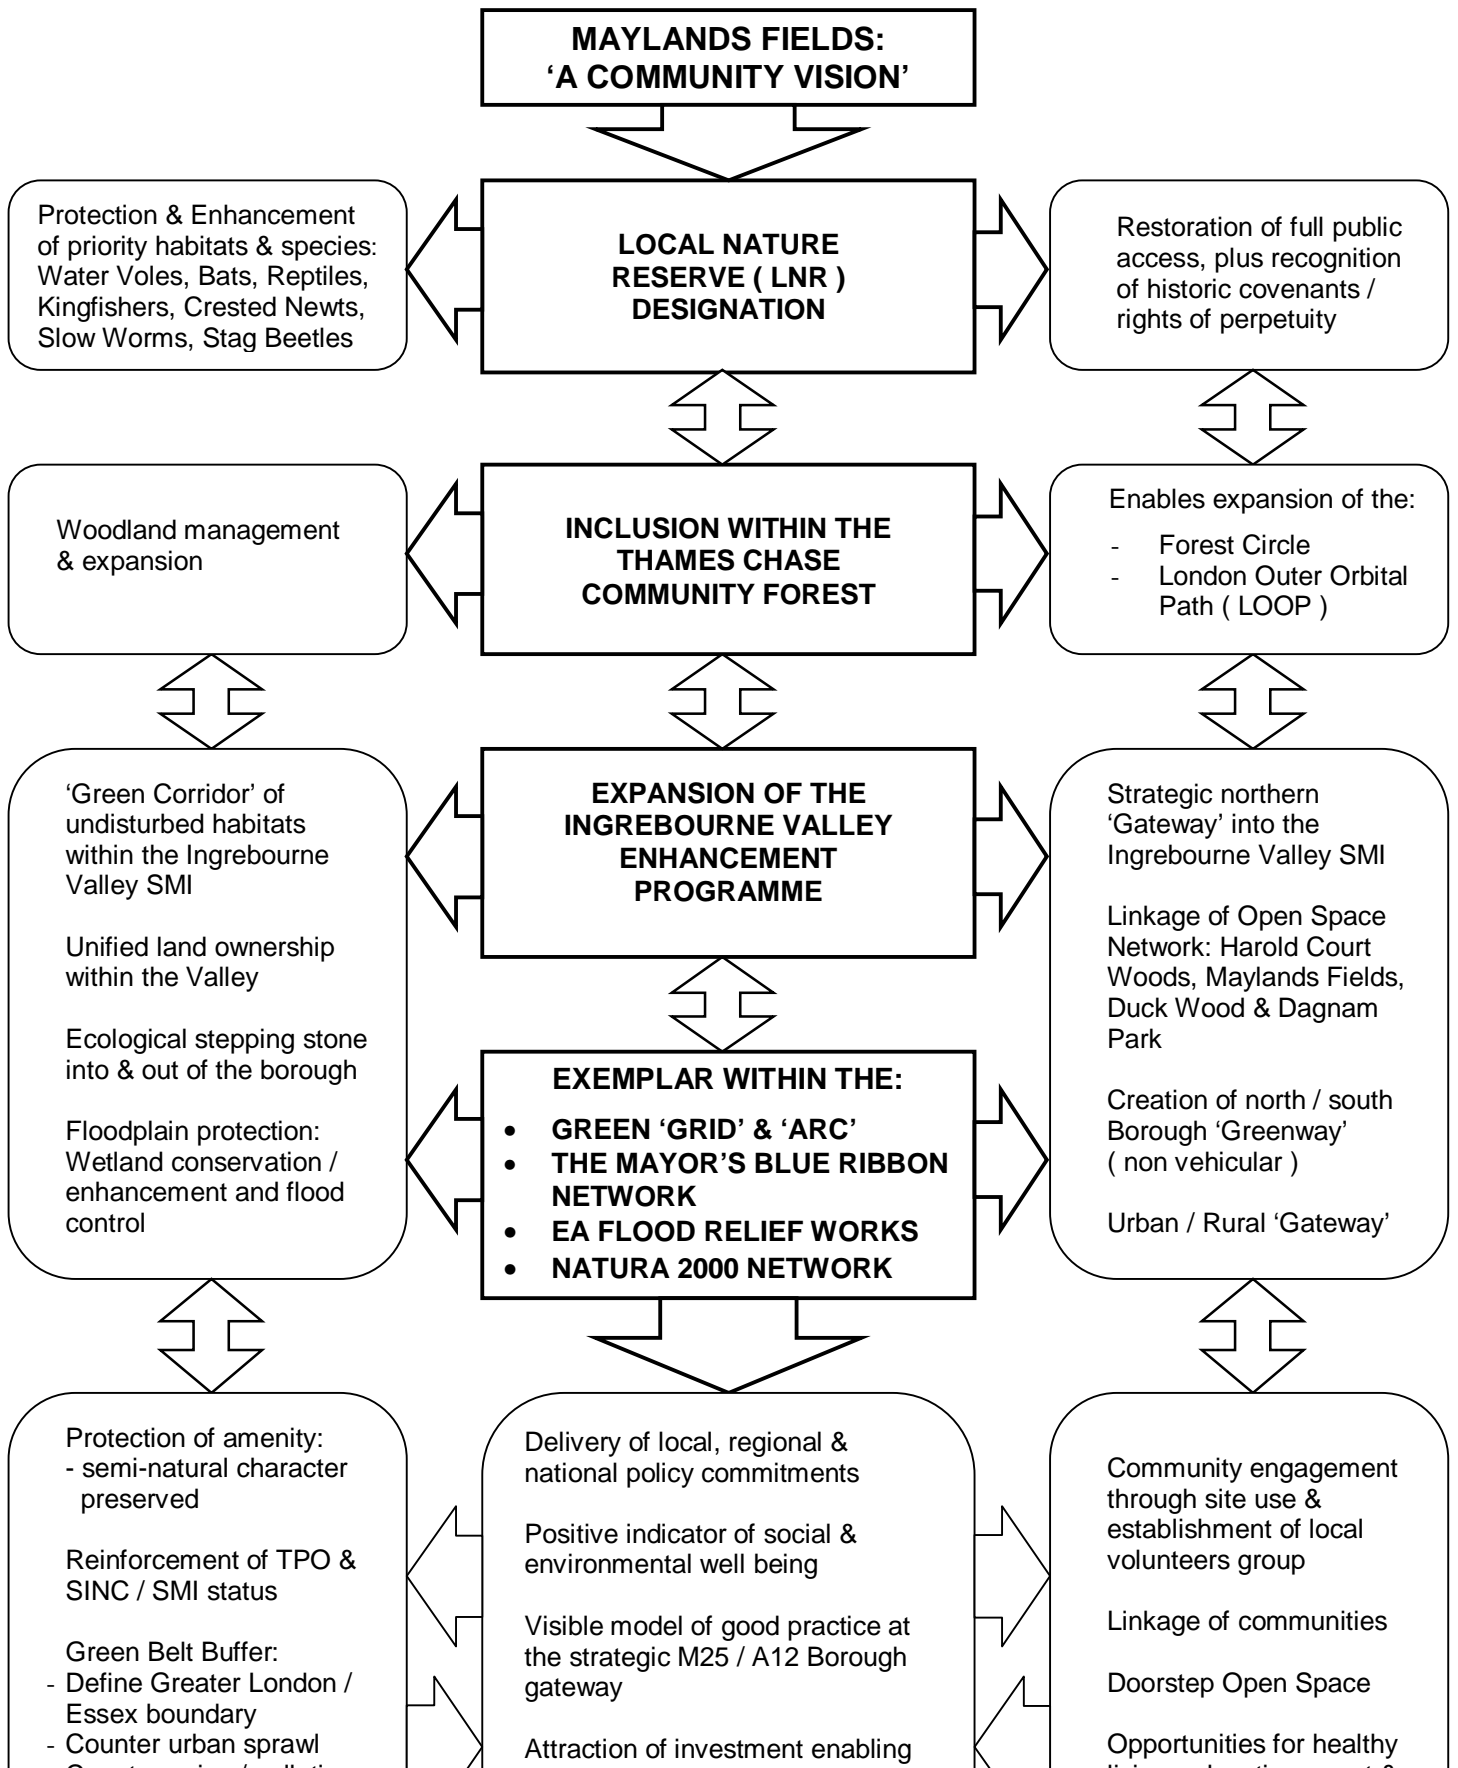 MAYLANDS FIELDS:
‘A COMMUNITY VISION’
Protection & Enhancement
of priority habitats & species:
Water Voles, Bats, Reptiles,
Kingfishers, Crested Newts,
Slow Worms, Stag Beetles
LOCAL NATURE
RESERVE ( LNR )
DESIGNATION
Restoration of full public
access, plus recognition
of historic covenants /
rights of perpetuity
Woodland management
& expansion
INCLUSION WITHIN THE
THAMES CHASE
COMMUNITY FOREST
Enables expansion of the:
- Forest Circle
- London Outer Orbital
Path ( LOOP )
‘Green Corridor’ of
undisturbed habitats
within the Ingrebourne
Valley SMI
Unified land ownership
within the Valley
Ecological stepping stone
into & out of the borough
Floodplain protection:
Wetland conservation /
enhancement and flood
control
EXPANSION OF THE
INGREBOURNE VALLEY
ENHANCEMENT
PROGRAMME
EXEMPLAR WITHIN THE:
• GREEN ‘GRID’ & ‘ARC’
• THE MAYOR’S BLUE RIBBON
NETWORK
• EA FLOOD RELIEF WORKS
• NATURA 2000 NETWORK
Strategic northern
‘Gateway’ into the
Ingrebourne Valley SMI
Linkage of Open Space
Network: Harold Court
Woods, Maylands Fields,
Duck Wood & Dagnam
Park
Creation of north / south
Borough ‘Greenway’
( non vehicular )
Urban / Rural ‘Gateway’
Protection of amenity:
- semi-natural character
preserved
Reinforcement of TPO &
SINC / SMI status
Green Belt Buffer:
- Define Greater London /
Essex boundary
- Counter urban sprawl
Delivery of local, regional &
national policy commitments
Positive indicator of social &
environmental well being
Visible model of good practice at
the strategic M25 / A12 Borough
gateway
Attraction of investment enabling
Community engagement
through site use &
establishment of local
volunteers group
Linkage of communities
Doorstep Open Space
Opportunities for healthy